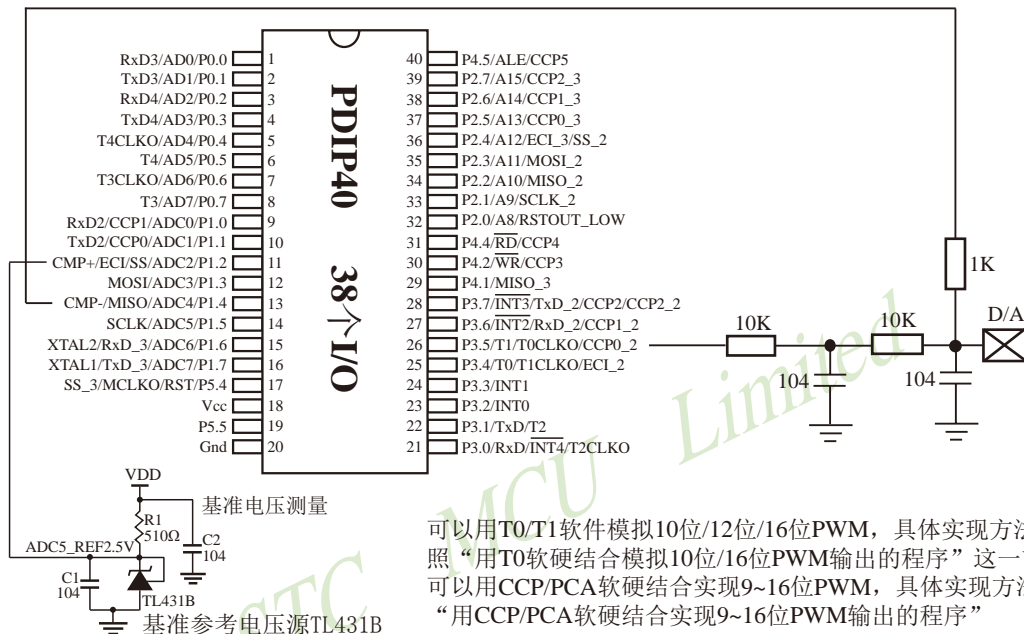 RxD3/AD0/P0.0 1
TxD3/AD1/P0.1 2
RxD4/AD2/P0.2 3
TxD4/AD3/P0.3 4
T4CLKO/AD4/P0.4 5
T4/AD5/P0.5 6
T3CLKO/AD6/P0.6 7
T3/AD7/P0.7 8
RxD2/CCP1/ADC0/P1.0 9
TxD2/CCP0/ADC1/P1.1 10
CMP+/ECI/SS/ADC2/P1.2 11
MOSI/ADC3/P1.3 12
CMP-/MISO/ADC4/P1.4 13
SCLK/ADC5/P1.5 14
XTAL2/RxD_3/ADC6/P1.6 15
XTAL1/TxD_3/ADC7/P1.7 16
SS_3/MCLKO/RST/P5.4 17
Vcc 18
P5.5 19
Gnd 20
PDIP40 38个I/O
40 P4.5/ALE/CCP5
39 P2.7/A15/CCP2_3
38 P2.6/A14/CCP1_3
37 P2.5/A13/CCP0_3
36 P2.4/A12/ECI_3/SS_2
35 P2.3/A11/MOSI_2
34 P2.2/A10/MISO_2
33 P2.1/A9/SCLK_2
32 P2.0/A8/RSTOUT_LOW
31 P4.4/RD/CCP4
30 P4.2/WR/CCP3
29 P4.1/MISO_3
28 P3.7/INT3/TxD_2/CCP2/CCP2_2
27 P3.6/INT2/RxD_2/CCP1_2
26 P3.5/T1/T0CLKO/CCP0_2
25 P3.4/T0/T1CLKO/ECI_2
24 P3.3/INT1
23 P3.2/INT0
22 P3.1/TxD/T2
21 P3.0/RxD/INT4/T2CLKO
1K
D/A
10K
10K
104
104
VDD
基准电压测量
R1
510Ω
ADC5_REF2.5V
C2
104
C1
104
TL431B
基准参考电压源TL431B
可以用T0/T1软件模拟10位/12位/16位PWM，具体实现方法
照“用T0软硬结合模拟10位/16位PWM输出的程序”这一
可以用CCP/PCA软硬结合实现9~16位PWM，具体实现方法
“用CCP/PCA软硬结合实现9~16位PWM输出的程序”
STC MCU Limited